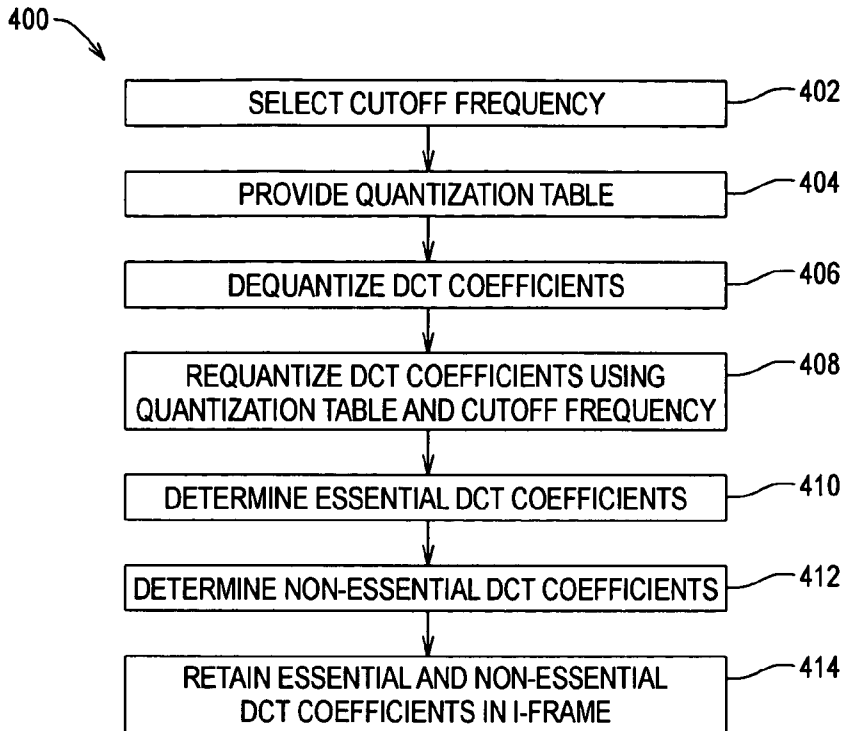 400
SELECT CUTOFF FREQUENCY
402
PROVIDE QUANTIZATION TABLE
404
DEQUANTIZE DCT COEFFICIENTS
406
REQUANTIZE DCT COEFFICIENTS USING
QUANTIZATION TABLE AND CUTOFF FREQUENCY
408
DETERMINE ESSENTIAL DCT COEFFICIENTS
410
DETERMINE NON-ESSENTIAL DCT COEFFICIENTS
412
RETAIN ESSENTIAL AND NON-ESSENTIAL
DCT COEFFICIENTS IN I-FRAME
414